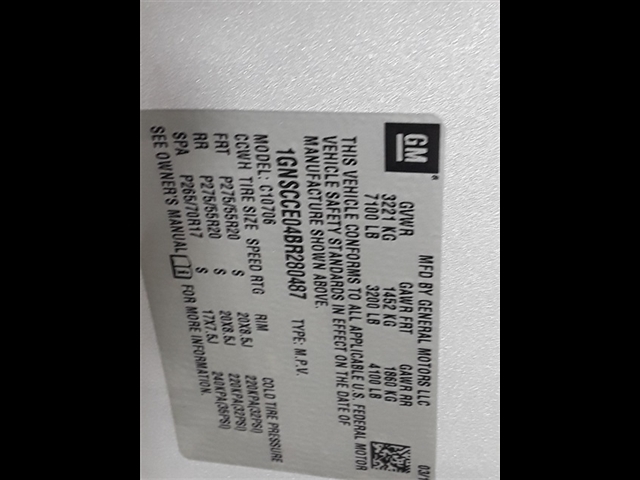 GM
MFD BY GENERAL MOTORS LLC 03/1
GVWR GAWR FRT GAWR RR
3221 KG 1452 KG 1860 KG
7100 LB 3200 LB 4100 LB
THIS VEHICLE CONFORMS TO ALL APPLICABLE U.S. FEDERAL MOTOR
VEHICLE SAFETY STANDARDS IN EFFECT ON THE DATE OF
MANUFACTURE SHOWN ABOVE.
1GNSCCE04BR280487 TYPE: M.P.V.
MODEL: C10706
CCWH TIRE SIZE SPEED RTG RIM COLD TIRE PRESSURE
FRT P275/55R20 S 20X8.5J 220KPA(32PSI)
RR P275/55R20 S 20X8.5J 220KPA(32PSI)
SPA P265/70R17 S 17X7.5J 240KPA(35PSI)
SEE OWNER'S MANUAL FOR MORE INFORMATION.